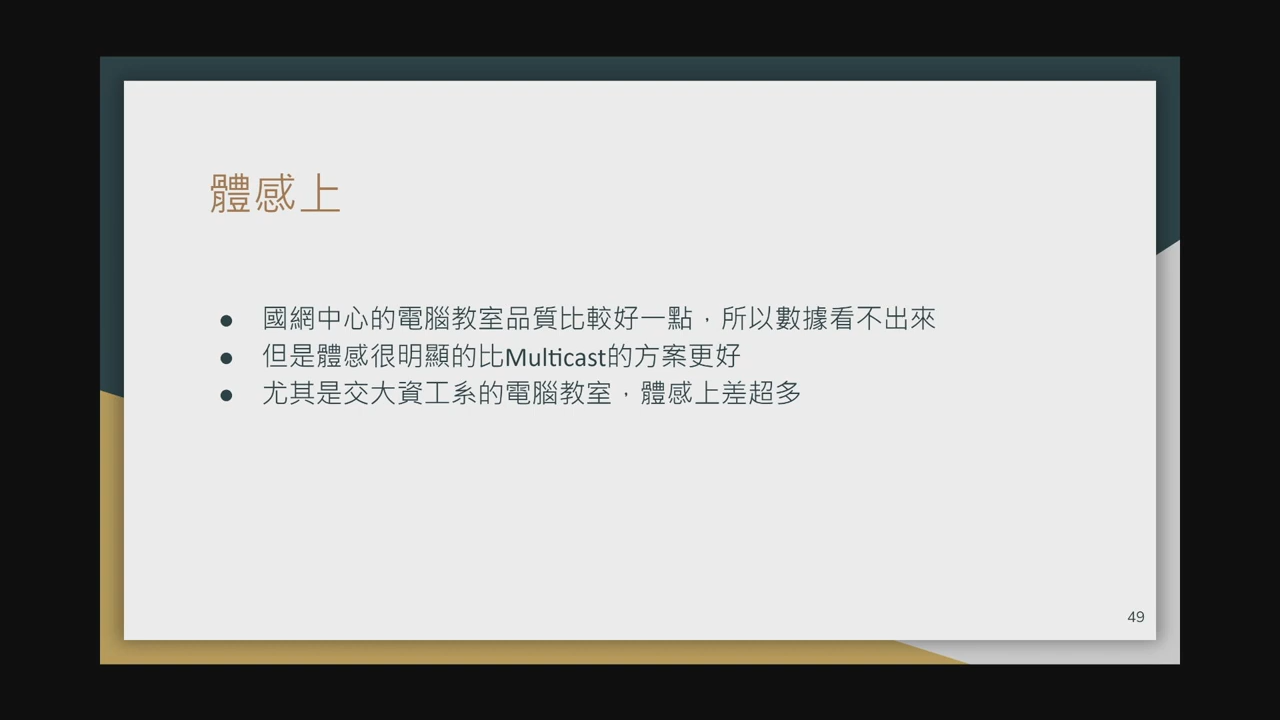 體感上
● 國網中心的電腦教室品質比較好一點，所以數據看不出來
● 但是體感很明顯的比Multicast的方案更好
● 尤其是交大資工系的電腦教室，體感上差超多
49